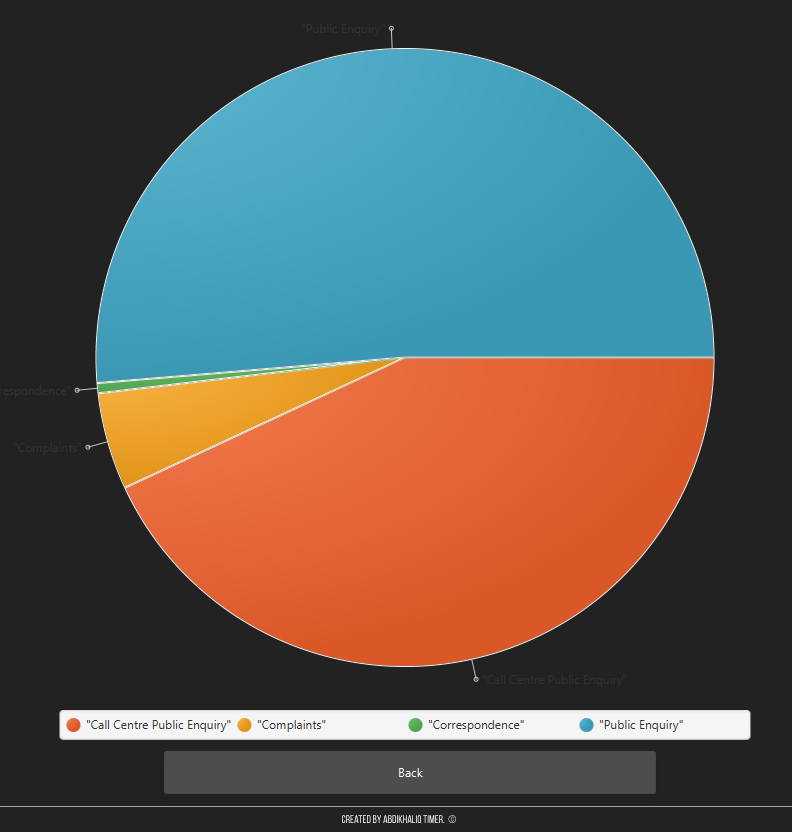 "Public Enquiry"
respondence"
"Complaints"
"Call Centre Public Enquiry"
"Call Centre Public Enquiry" "Complaints" "Correspondence" "Public Enquiry"
Back
CREATED BY ABDIKHALIQ TIMER. ©